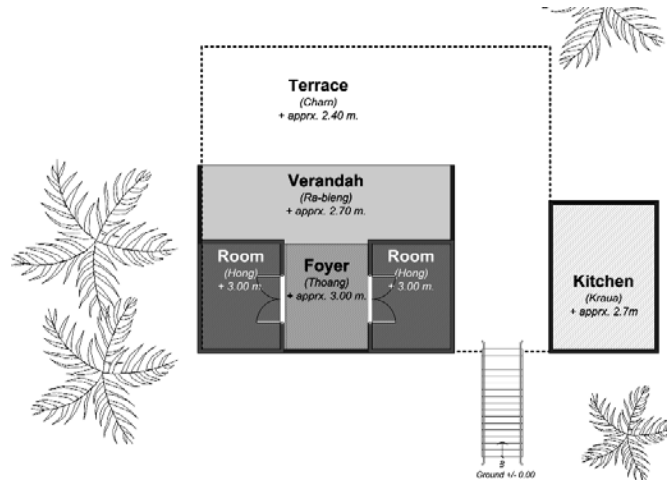 Terrace
(Charn)
+ apprx. 2.40 m.
Verandah
(Ra-bieng)
+ apprx. 2.70 m.
Room
(Hong)
+ 3.00 m.
Foyer
(Thoang)
+ apprx. 3.00 m.
Room
(Hong)
+ 3.00 m.
Kitchen
(Kraua)
+ apprx. 2.7m
Ground +/- 0.00